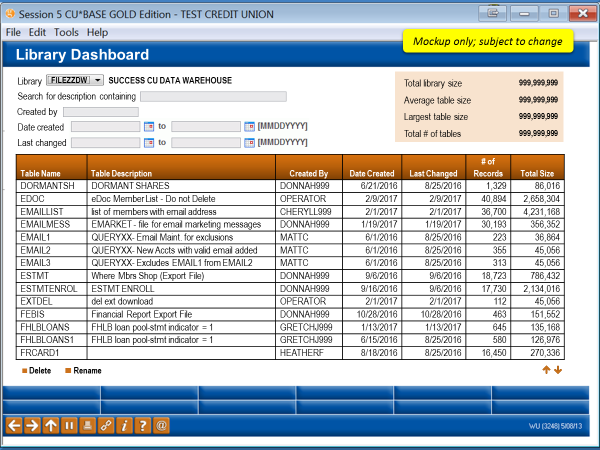 Session 5 CU*BASE GOLD Edition - TEST CREDIT UNION
File Edit Tools Help
Mockup only; subject to change
Library Dashboard
Library FILEZZDW SUCCESS CU DATA WAREHOUSE
Search for description containing
Created by
Date created to [MMDDYYYY]
Last changed to [MMDDYYYY]
Total library size 999,999,999
Average table size 999,999,999
Largest table size 999,999,999
Total # of tables 999,999,999
Table Name Table Description Created By Date Created Last Changed # of Records Total Size
DORMANTSH DORMANT SHARES DONNAH999 6/21/2016 8/25/2016 1,329 86,016
EDOC eDoc Member List - Do not Delete OPERATOR 2/9/2017 2/9/2017 40,894 2,658,304
EMAILLIST list of members with email address CHERYLL999 2/1/2017 2/1/2017 36,700 4,231,168
EMAILMESS EMARKET - file for email marketing messages DONNAH999 1/19/2017 1/19/2017 30,193 356,352
EMAIL1 QUERYXX- Email Maint. for exclusions MATTC 6/1/2016 8/25/2016 223 36,864
EMAIL2 QUERYXX- New Accts with valid email added MATTC 6/1/2016 8/25/2016 355 45,056
EMAIL3 QUERYXX- Excludes EMAIL1 from EMAIL2 MATTC 6/1/2016 8/25/2016 313 45,056
ESTMT Where Mbrs Shop (Export File) DONNAH999 9/6/2016 9/6/2016 18,723 786,432
ESTMTENROL ESTMT ENROLL DONNAH999 9/16/2016 9/6/2016 17,730 2,134,016
EXTDEL del ext download OPERATOR 2/1/2017 2/1/2017 112 45,056
FEBIS Financial Report Export File DONNAH999 10/28/2016 10/28/2016 463 151,552
FHLBLOANS FHLB loan pool-stmt indicator = 1 GRETCHJ999 1/13/2017 1/13/2017 645 135,168
FHLBLOANS1 FHLB loan pool-stmt indicator = 1 GRETCHJ999 6/15/2016 8/25/2016 580 126,976
FRCARD1 HEATHERF 8/18/2016 8/25/2016 16,450 270,336
Delete Rename
WU (3248) 5/08/13